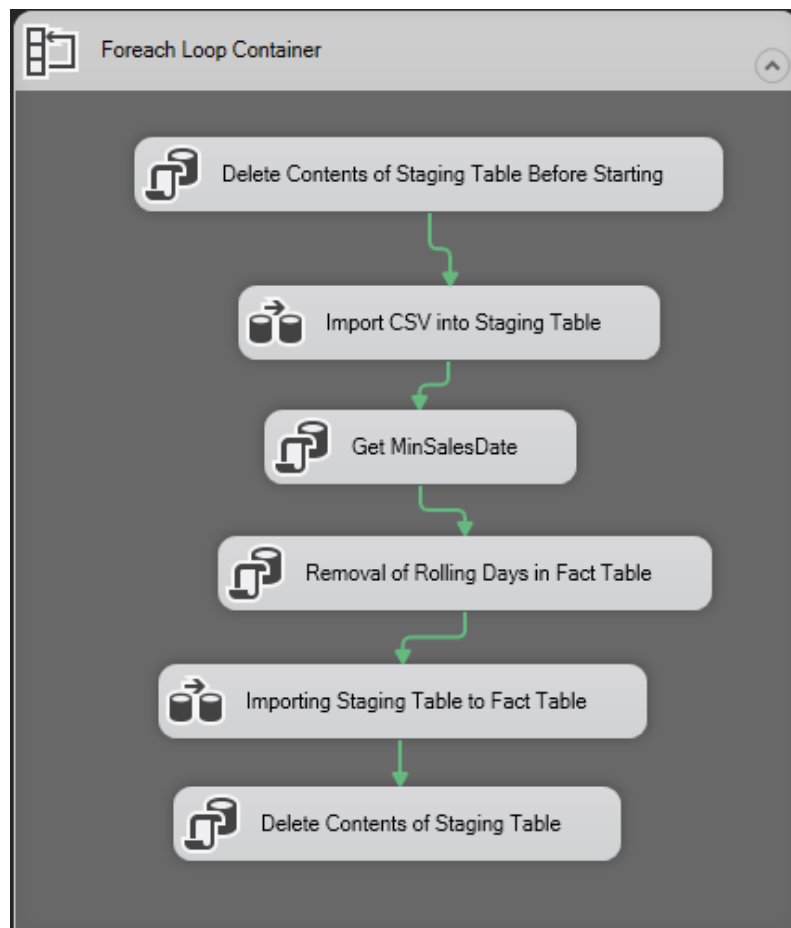 Foreach Loop Container
Delete Contents of Staging Table Before Starting
Import CSV into Staging Table
Get MinSalesDate
Removal of Rolling Days in Fact Table
Importing Staging Table to Fact Table
Delete Contents of Staging Table